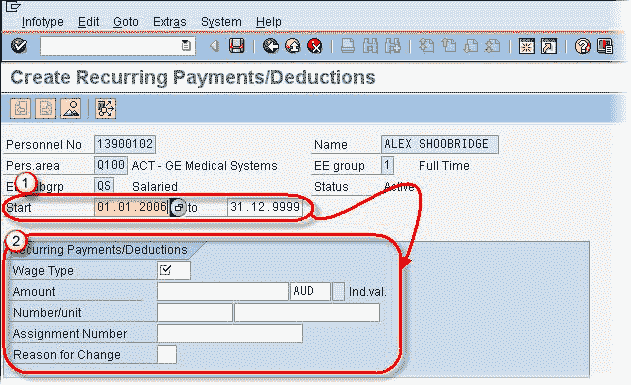 Infotype Edit Goto Extras System Help
Create Recurring Payments/Deductions
Personnel No 13900102 Name ALEX SHOOBRIDGE
Pers.area Q100 ACT - GE Medical Systems EE group 1 Full Time
1
bgrp QS Salaried Status Active
Start 01.01.2006 to 31.12.9999
2
Recurring Payments/Deductions
Wage Type
Amount AUD Ind.val.
Number/unit
Assignment Number
Reason for Change